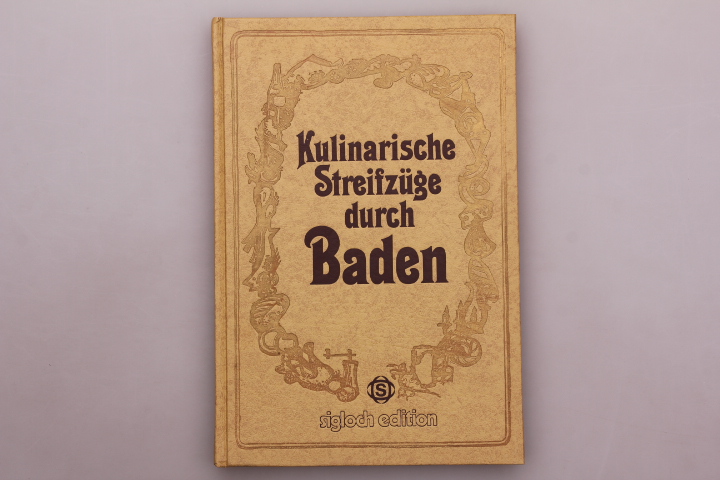 Kulinarische
Streifzüge
durch
Baden
S
sigloch edition